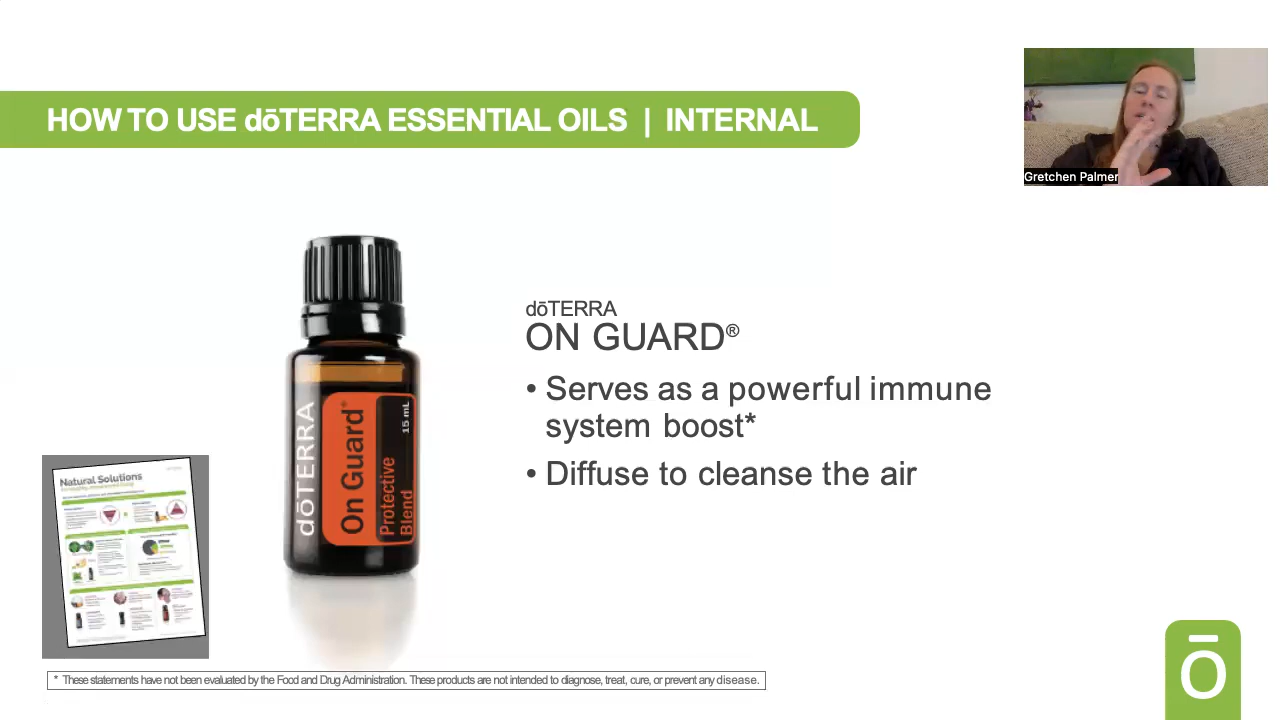 HOW TO USE dōTERRA ESSENTIAL OILS | INTERNAL
Gretchen Palmer
dōTERRA
ON GUARD®
• Serves as a powerful immune
system boost*
• Diffuse to cleanse the air
dōTERRA
On Guard®
15 mL
Protective
Blend
Natural Solutions
* These statements have not been evaluated by the Food and Drug Administration. These products are not intended to diagnose, treat, cure, or prevent any disease.
ō